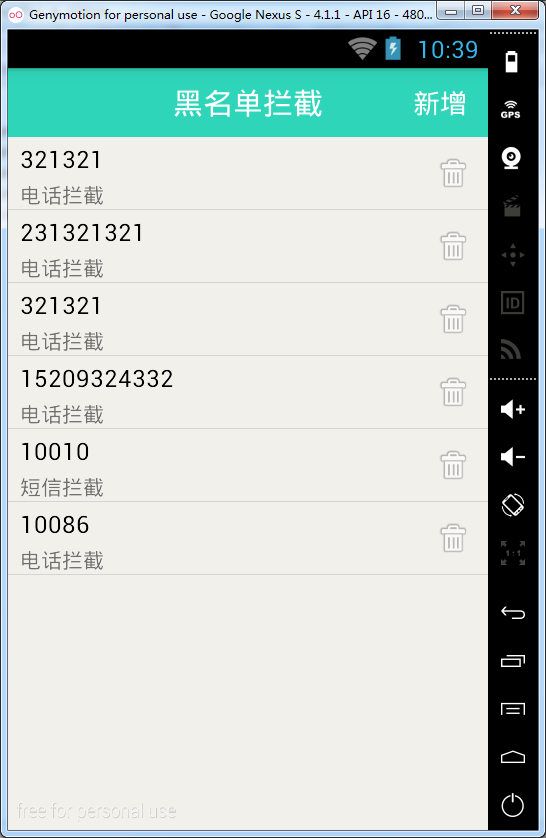 Genymotion for personal use - Google Nexus S - 4.1.1 - API 16 - 480...
10:39
GPS
黑名单拦截
新增
321321
电话拦截
231321321
电话拦截
321321
电话拦截
15209324332
电话拦截
10010
短信拦截
10086
电话拦截
ID
1:1
free for personal use